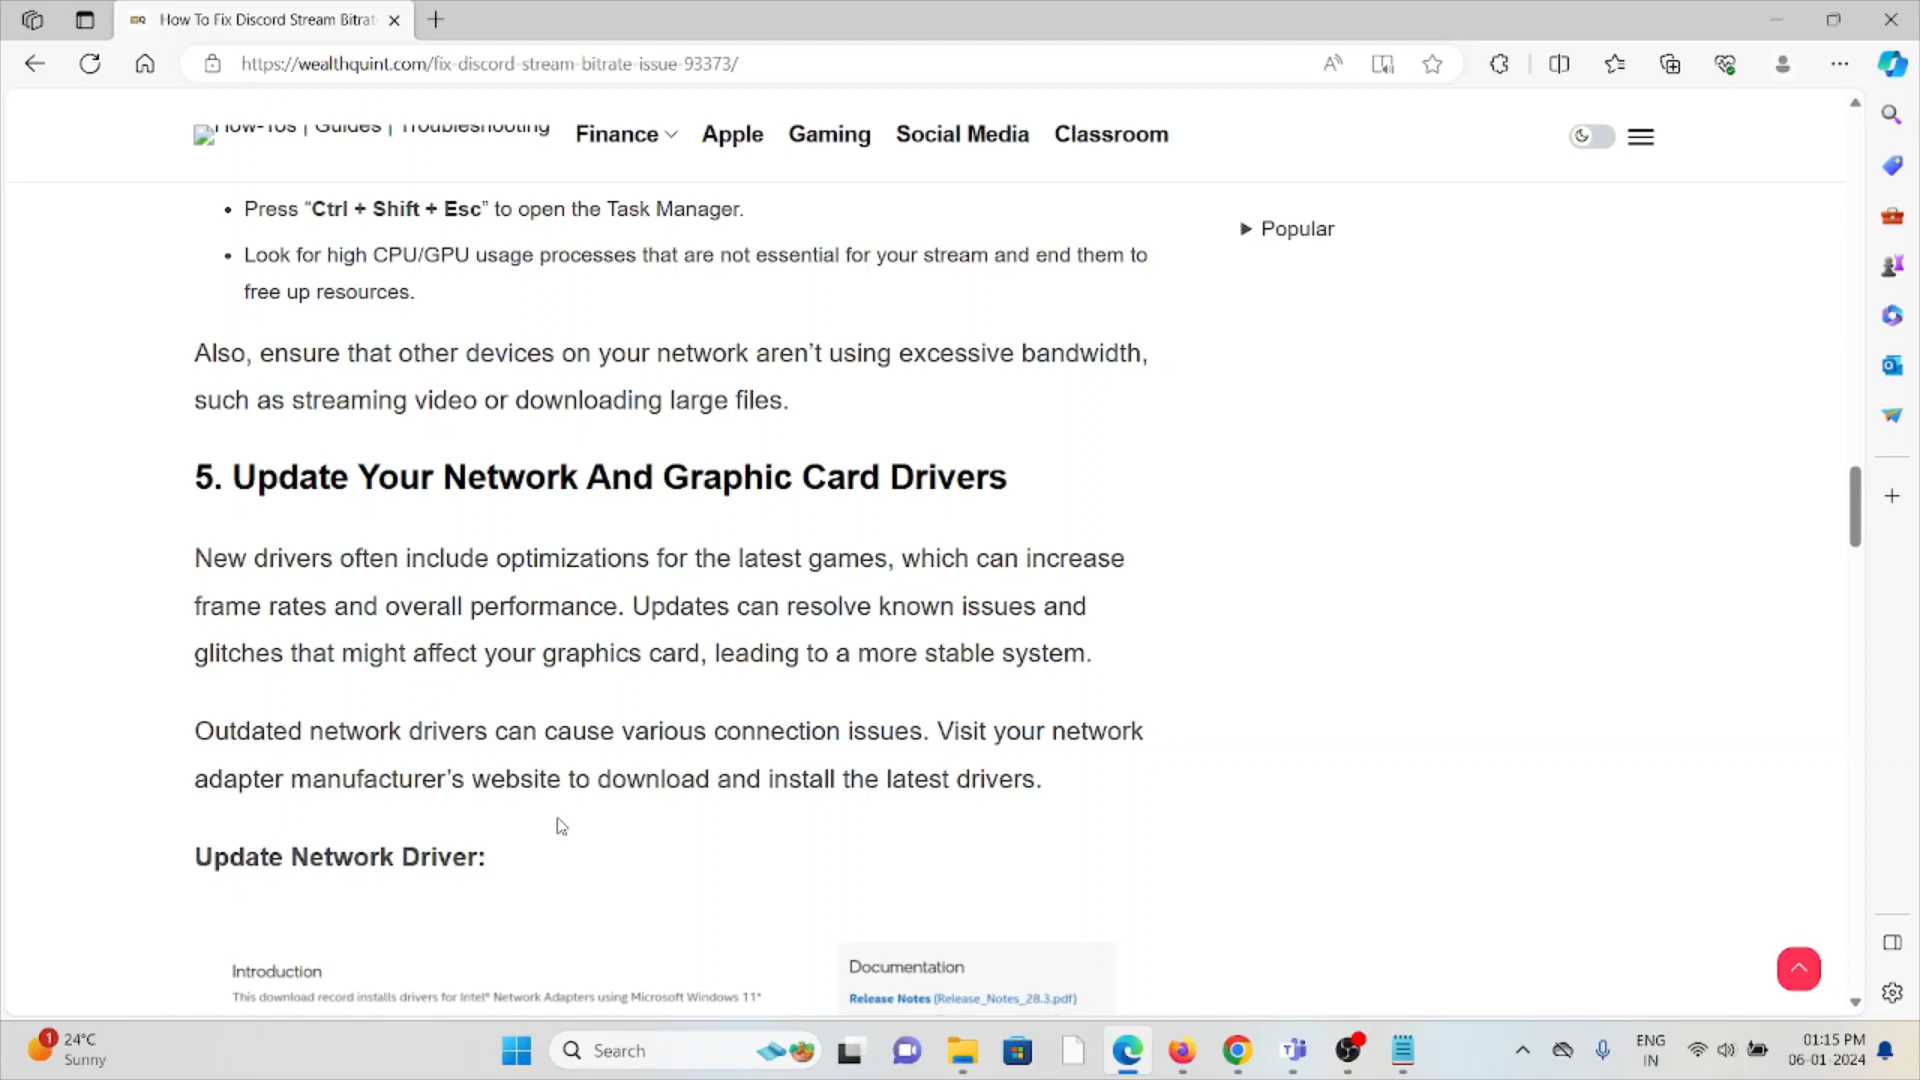 How To Fix Discord Stream Bitrat
https://wealthquint.com/fix-discord-stream-bitrate-issue-93373/
How-Tos | Guides | Troubleshooting
Finance
Apple
Gaming
Social Media
Classroom
• Press “Ctrl + Shift + Esc” to open the Task Manager.
• Look for high CPU/GPU usage processes that are not essential for your stream and end them to
free up resources.
Popular
Also, ensure that other devices on your network aren’t using excessive bandwidth,
such as streaming video or downloading large files.
5. Update Your Network And Graphic Card Drivers
New drivers often include optimizations for the latest games, which can increase
frame rates and overall performance. Updates can resolve known issues and
glitches that might affect your graphics card, leading to a more stable system.
Outdated network drivers can cause various connection issues. Visit your network
adapter manufacturer’s website to download and install the latest drivers.
Update Network Driver:
Introduction
This download record installs drivers for Intel® Network Adapters using Microsoft Windows 11*
Documentation
Release Notes (Release_Notes_28.3.pdf)
1
24°C
Sunny
Search
ENG
IN
01:15 PM
06-01-2024